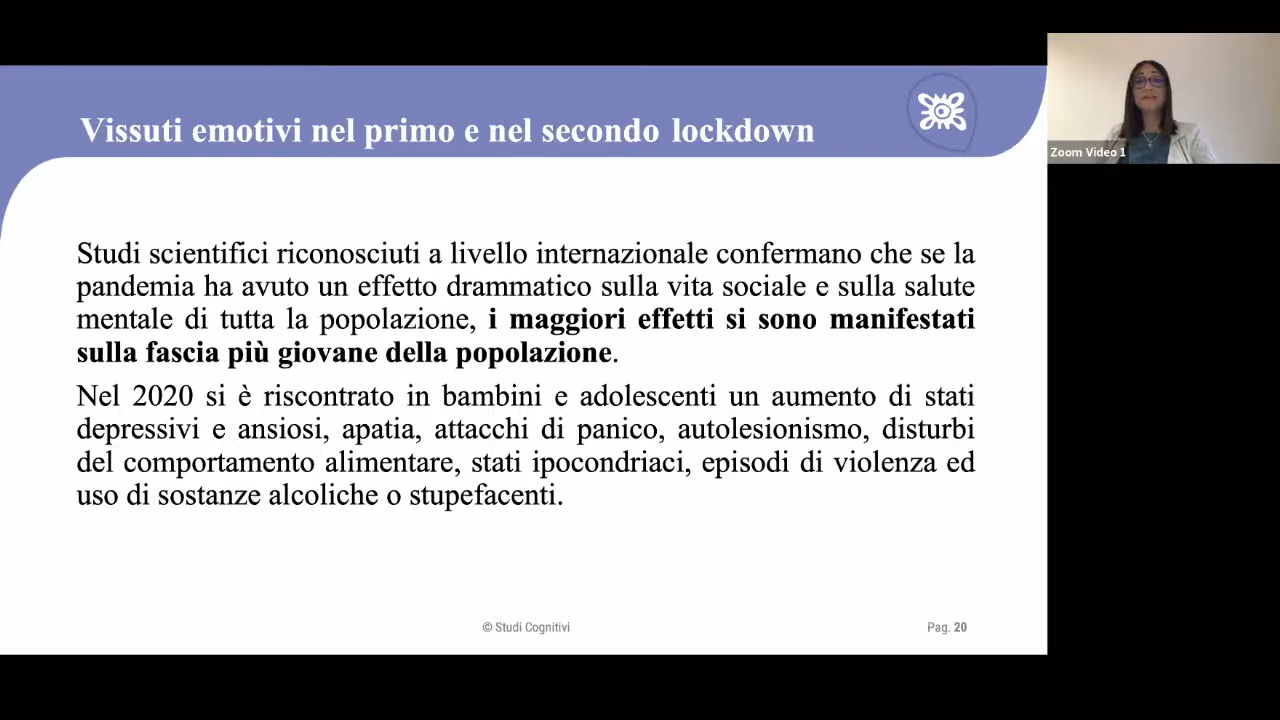 Vissuti emotivi nel primo e nel secondo lockdown
Zoom Video 1
Studi scientifici riconosciuti a livello internazionale confermano che se la
pandemia ha avuto un effetto drammatico sulla vita sociale e sulla salute
mentale di tutta la popolazione, i maggiori effetti si sono manifestati
sulla fascia più giovane della popolazione.
Nel 2020 si è riscontrato in bambini e adolescenti un aumento di stati
depressivi e ansiosi, apatia, attacchi di panico, autolesionismo, disturbi
del comportamento alimentare, stati ipocondriaci, episodi di violenza ed
uso di sostanze alcoliche o stupefacenti.
© Studi Cognitivi
Pag. 20